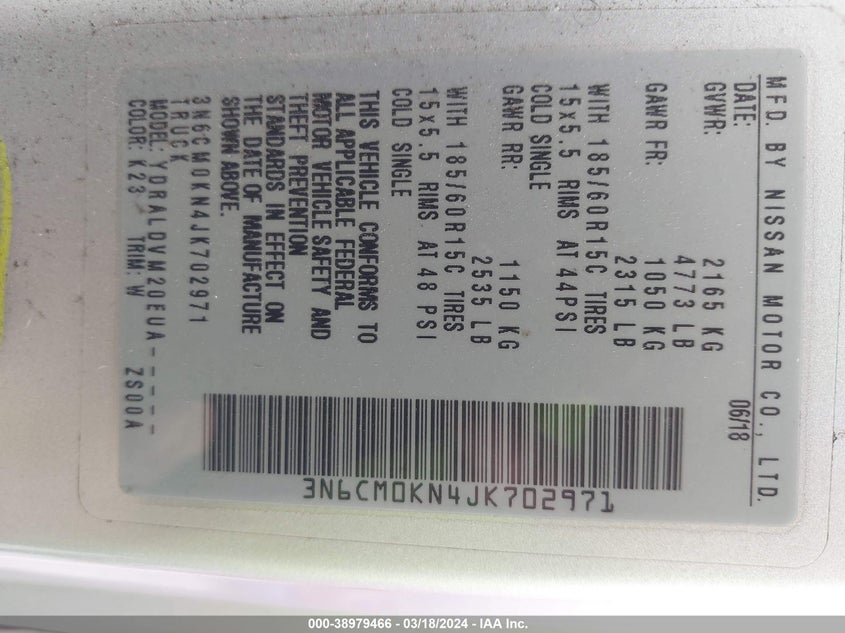 MFD. BY NISSAN MOTOR CO., LTD.
DATE: 06/18
GVWR: 2165 KG
4773 LB
GAWR FR: 1050 KG
2315 LB
WITH 185/60R15C TIRES
15x5.5 RIMS AT 44PSI
COLD SINGLE
GAWR RR: 1150 KG
2535 LB
WITH 185/60R15C TIRES
15x5.5 RIMS AT 48 PSI
COLD SINGLE
THIS VEHICLE CONFORMS TO
ALL APPLICABLE FEDERAL
MOTOR VEHICLE SAFETY AND
THEFT PREVENTION
STANDARDS IN EFFECT ON
THE DATE OF MANUFACTURE
SHOWN ABOVE.
3N6CM0KN4JK702971
TRUCK
MODEL: YDRALDVM20EUA-----
COLOR: K23 TRIM: W ZS00A
3N6CM0KN4JK702971
000-38979466 - 03/18/2024 - IAA Inc.